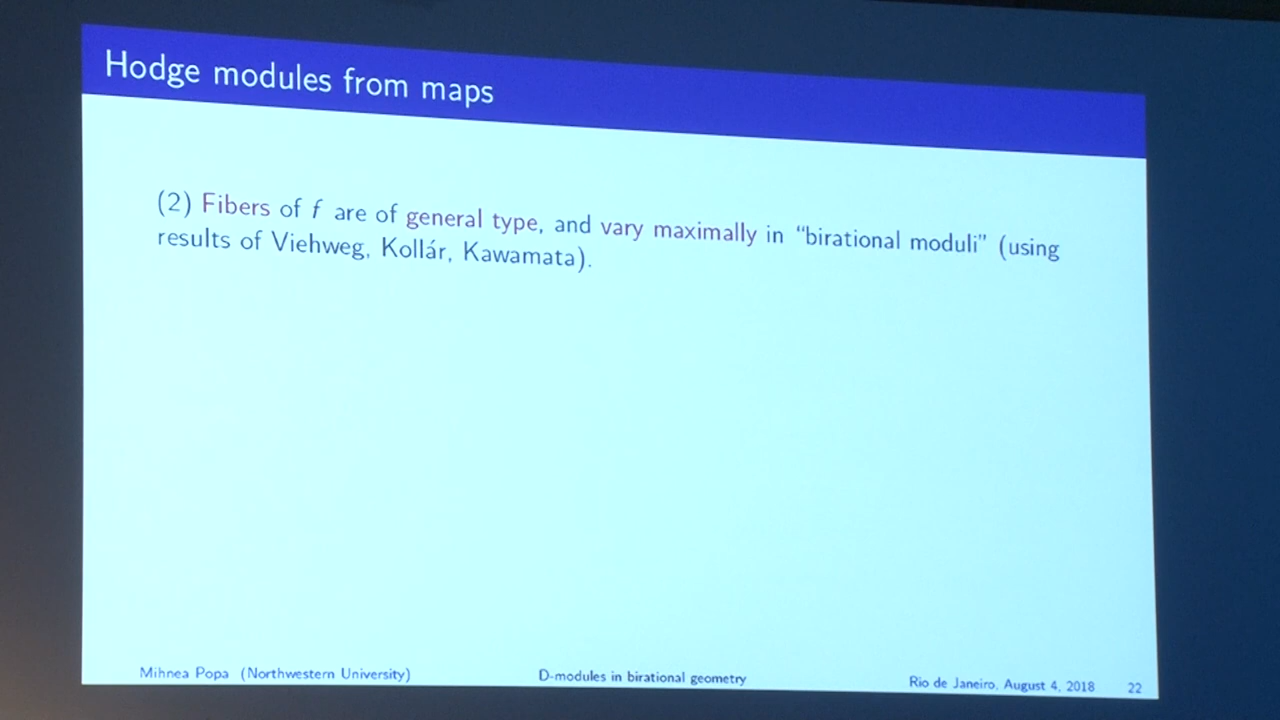 Hodge modules from maps
(2) Fibers of f are of general type, and vary maximally in “birational moduli” (using
results of Viehweg, Kollár, Kawamata).
Mihnea Popa (Northwestern University)
D-modules in birational geometry
Rio de Janeiro, August 4, 2018
22